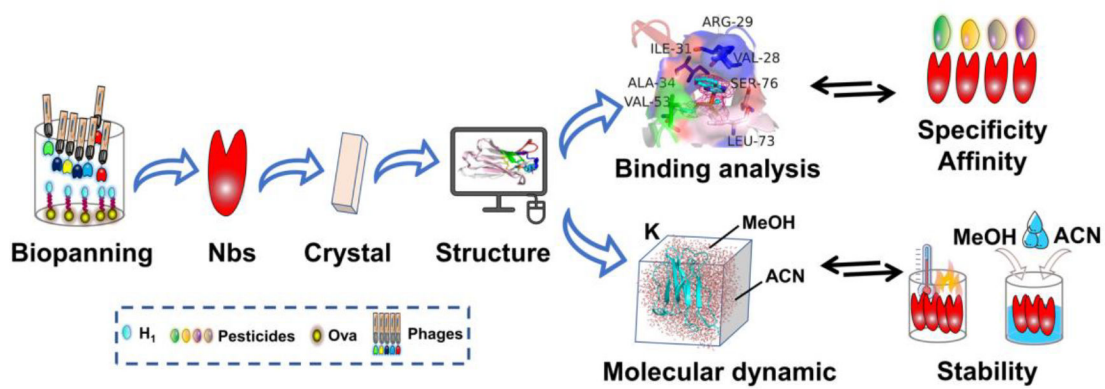 ARG-29
ILE-31
VAL-28
ALA-34
SER-76
VAL-53
LEU-73
Binding analysis
Specificity
Affinity
Biopanning
Nbs
Crystal
Structure
K
MeOH
ACN
Molecular dynamic
MeOH
ACN
Stability
H₁
Pesticides
Ova
Phages